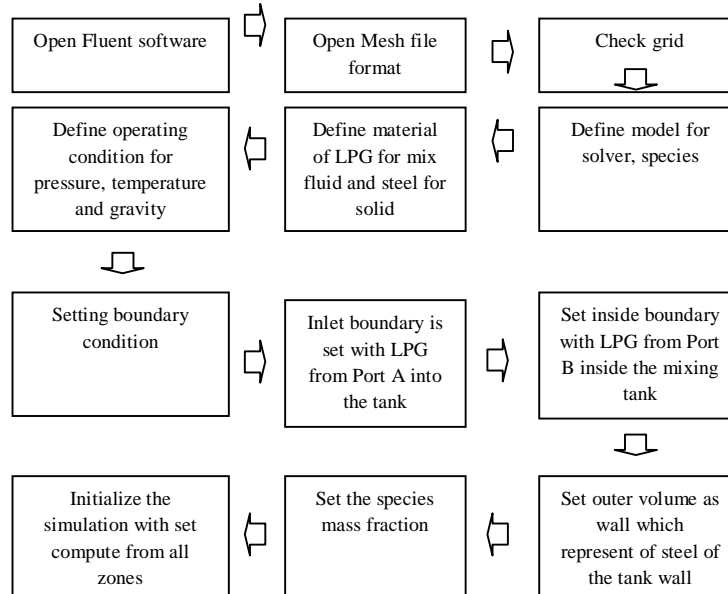 Open Fluent software
Open Mesh file
format
Check grid
Define model for
solver, species
Define material
of LPG for mix
fluid and steel for
solid
Define operating
condition for
pressure, temperature
and gravity
Setting boundary
condition
Inlet boundary is
set with LPG
from Port A into
the tank
Set inside boundary
with LPG from Port
B inside the mixing
tank
Set outer volume as
wall which
represent of steel of
the tank wall
Set the species
mass fraction
Initialize the
simulation with set
compute from all
zones